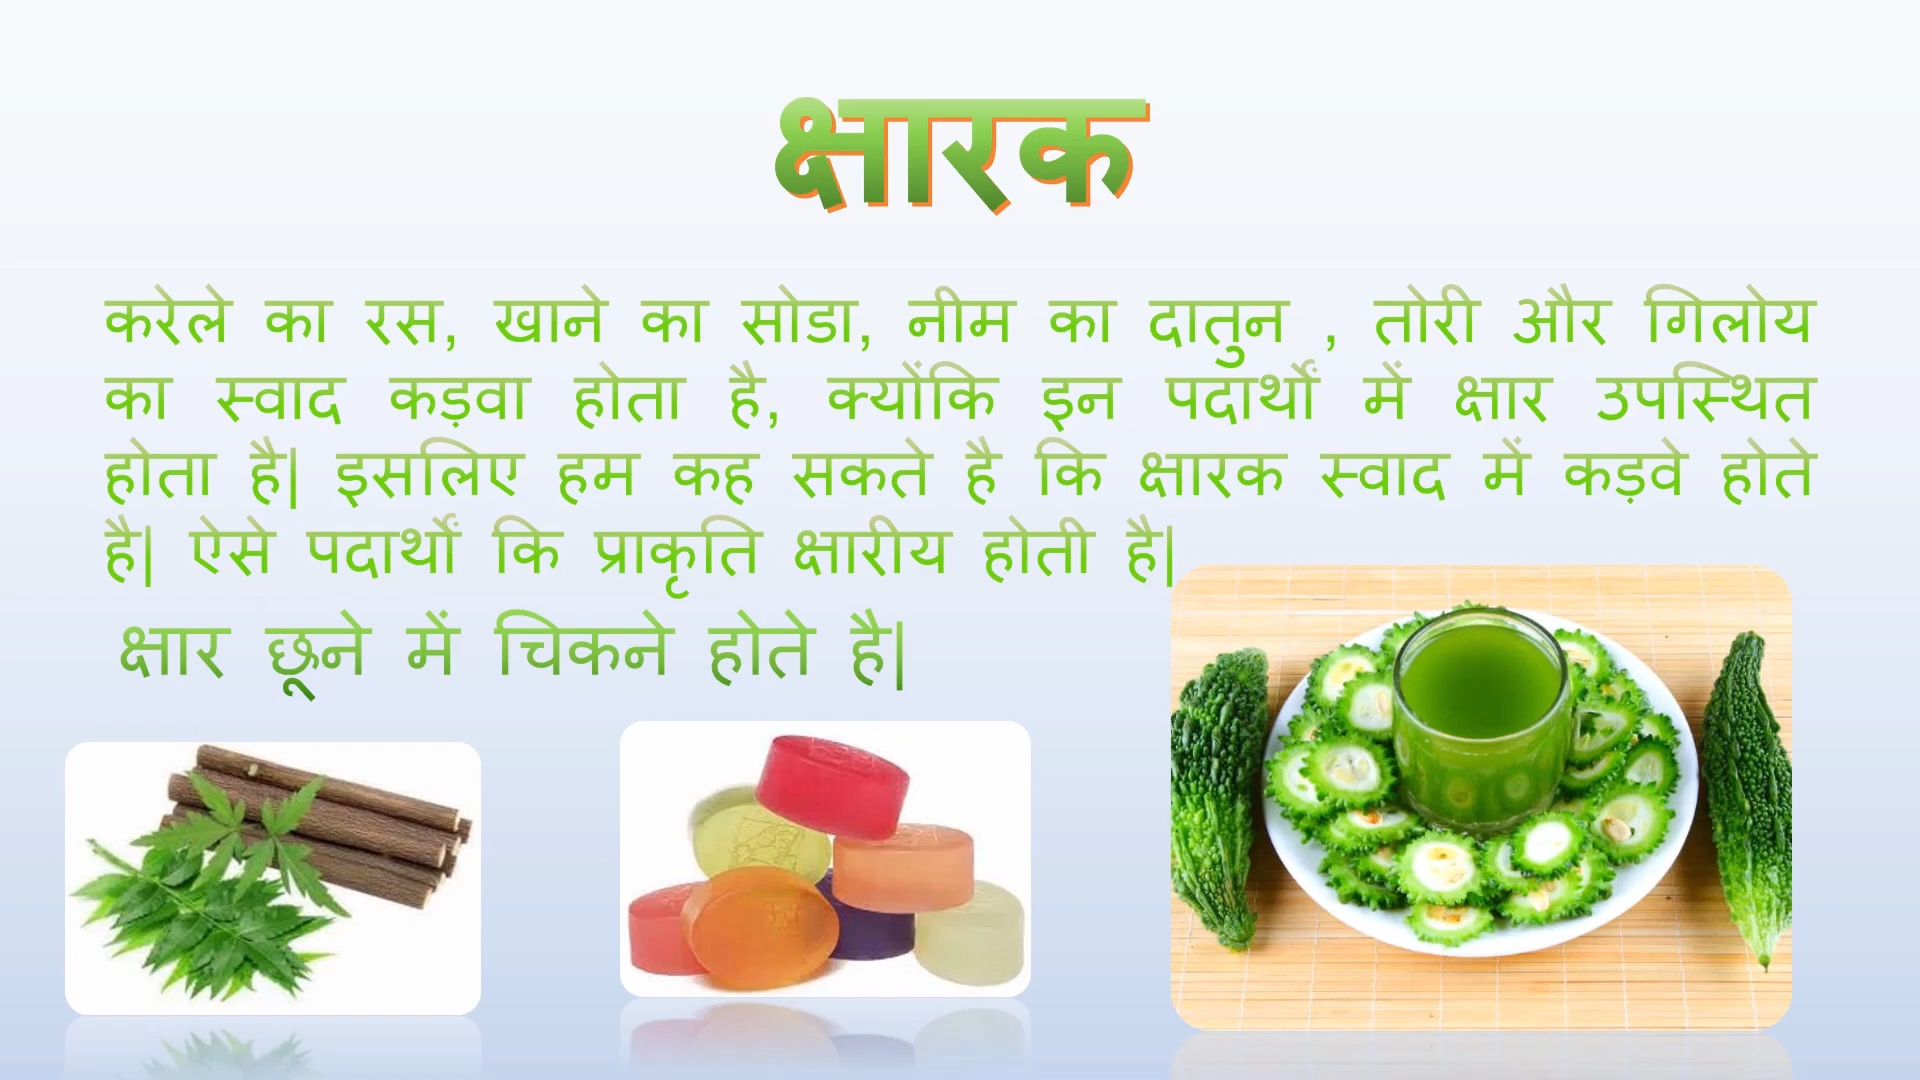 क्षारक
करेले का रस, खाने का सोडा, नीम का दातुन , तोरी और गिलोय
का स्वाद कड़वा होता है, क्योंकि इन पदार्थों में क्षार उपस्थित
होता है| इसलिए हम कह सकते है कि क्षारक स्वाद में कड़वे होते
है| ऐसे पदार्थों कि प्राकृति क्षारीय होती है|
क्षार छूने में चिकने होते है|